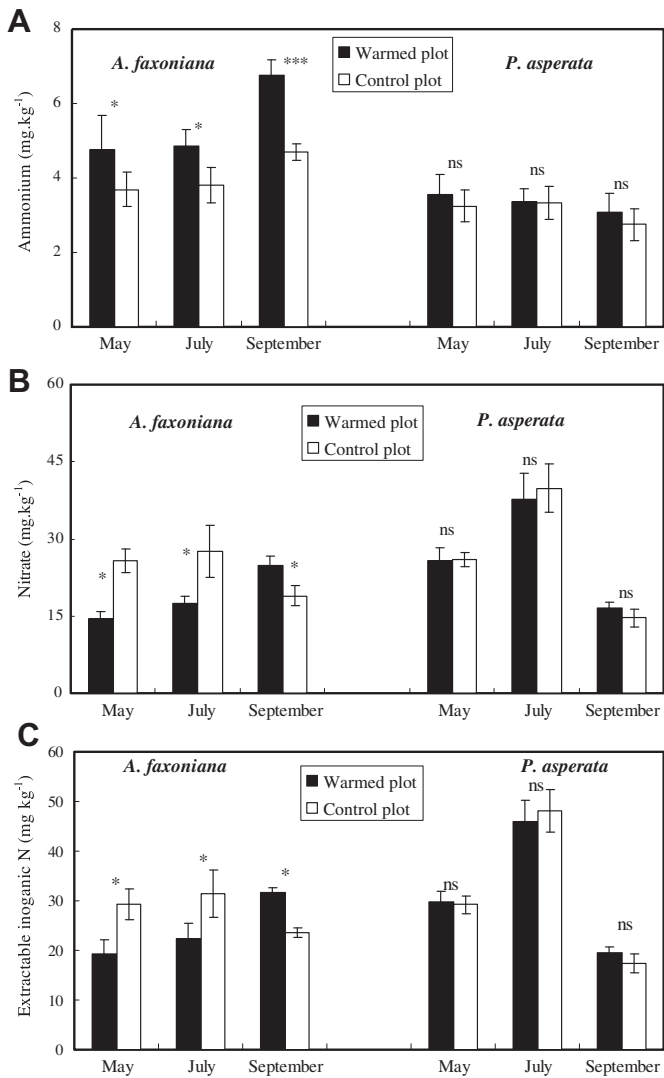 A
8
6
4
2
0
Ammonium (mg.kg-1)
A. faxoniana
Warmed plot
Control plot
P. asperata
*
*
***
ns
ns
ns
May
July
September
May
July
September
B
60
45
30
15
0
Nitrate (mg.kg-1)
A. faxoniana
Warmed plot
Control plot
P. asperata
*
*
*
ns
ns
ns
May
July
September
May
July
September
C
60
50
40
30
20
10
0
Extractable inoganic N (mg kg-1)
A. faxoniana
Warmed plot
Control plot
P. asperata
*
*
*
ns
ns
ns
May
July
September
May
July
September